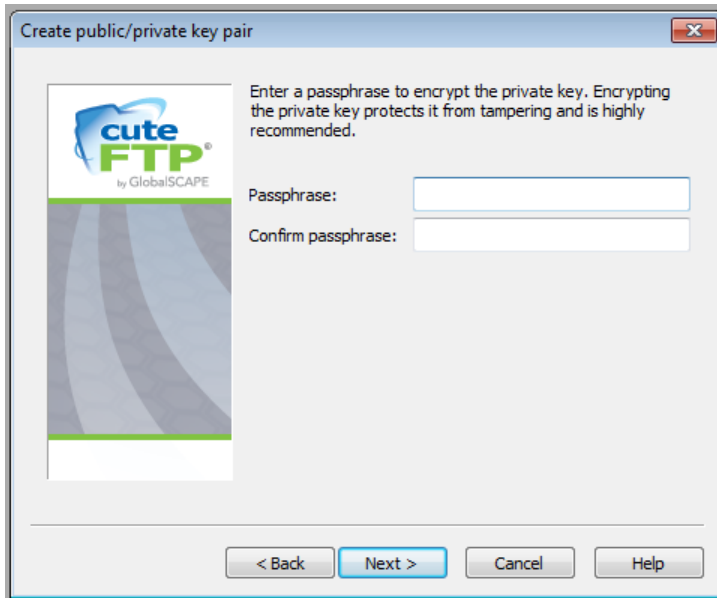 Create public/private key pair
cute
FTP®
by GlobalSCAPE
Enter a passphrase to encrypt the private key. Encrypting
the private key protects it from tampering and is highly
recommended.
Passphrase:
Confirm passphrase:
< Back
Next >
Cancel
Help